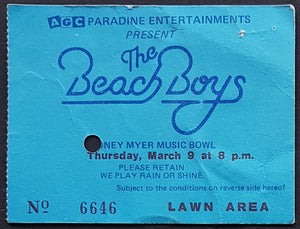 AGC PARADINE ENTERTAINMENTS
PRESENT
The
Beach Boys
NEY MYER MUSIC BOWL
Thursday, March 9 at 8 p.m.
PLEASE RETAIN
WE PLAY RAIN OR SHINE
Subject to the conditions on reverse side hereof
Nº 6646 LAWN AREA